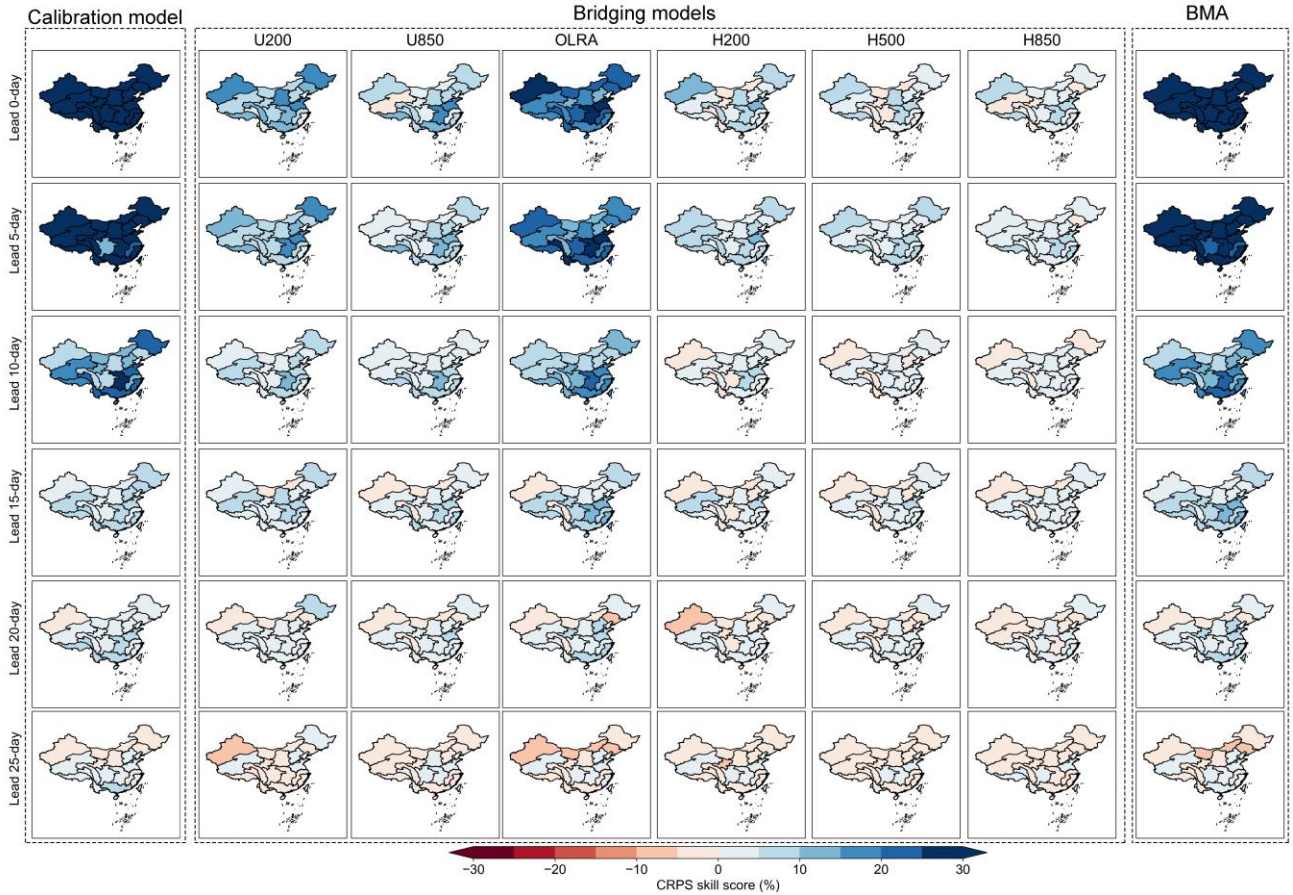 Calibration model
Bridging models
BMA
U200
U850
OLRA
H200
H500
H850
Lead 0-day
Lead 5-day
Lead 10-day
Lead 15-day
Lead 20-day
Lead 25-day
−30
−20
−10
0
10
20
30
CRPS skill score (%)